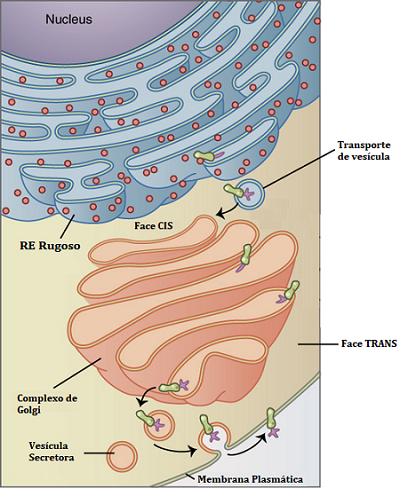 Nucleus
Transporte
de vesícula
Face CIS
RE Rugoso
Face TRANS
Complexo de
Golgi
Vesícula
Secretora
Membrana Plasmática